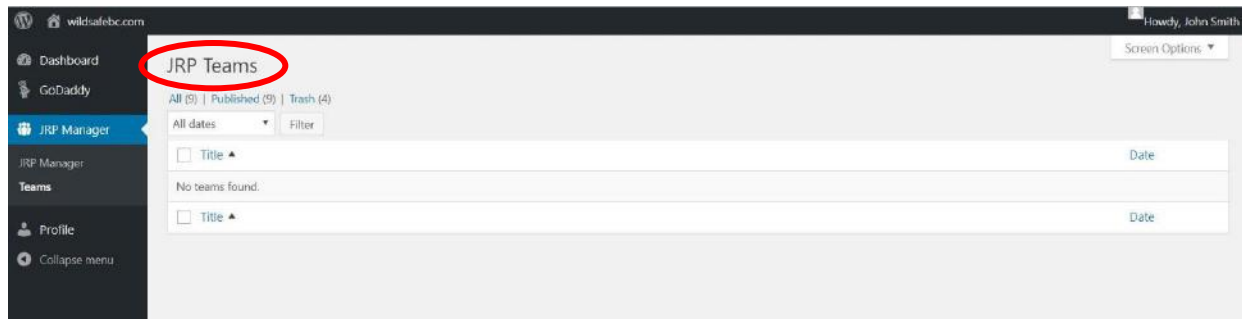 wildsafebc.com
Howdy, John Smith
Screen Options ▼
Dashboard
GoDaddy
JRP Manager
JRP Manager
Teams
Profile
Collapse menu
JRP Teams
All (9) | Published (9) | Trash (4)
All dates ▼ Filter
Title ▲ Date
No teams found.
Title ▲ Date